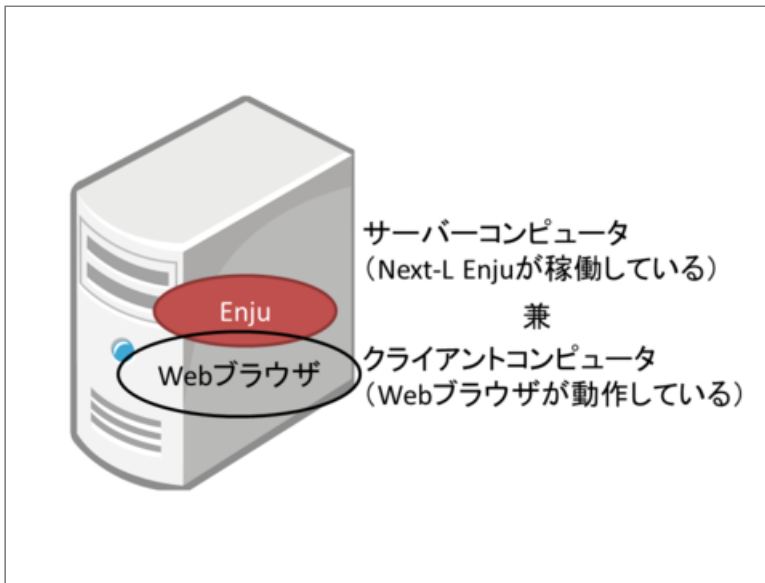 サーバーコンピュータ
（Next-L Enjuが稼働している）
兼
Enju
Webブラウザ
クライアントコンピュータ
（Webブラウザが動作している）